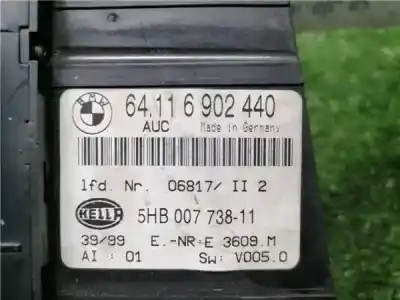 BMW
64.11 6 902 440
AUC Made in Germany
lfd. Nr. 06817/ II 2
HELLA 5HB 007 738-11
39/99 E.-NR:E 3609.M
AI : 01 SW: V005.0